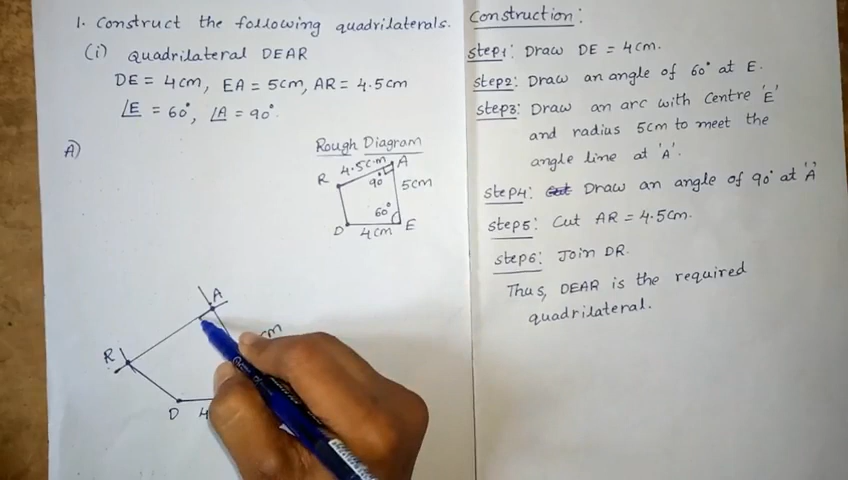 1. Construct the following quadrilaterals.
(i) Quadrilateral DEAR
DE = 4cm, EA = 5cm, AR = 4.5cm
∠E = 60°, ∠A = 90°.
A)
Rough Diagram
4.5c.m A
R 90° 5cm
60°
D 4cm E
A
cm
R
D 4
Construction:
step1: Draw DE = 4cm.
step2: Draw an angle of 60° at E.
step3: Draw an arc with centre 'E'
and radius 5cm to meet the
angle line at 'A'.
step4: Draw an angle of 90° at 'A'
step5: Cut AR = 4.5cm.
step6: Join DR.
Thus, DEAR is the required
quadrilateral.